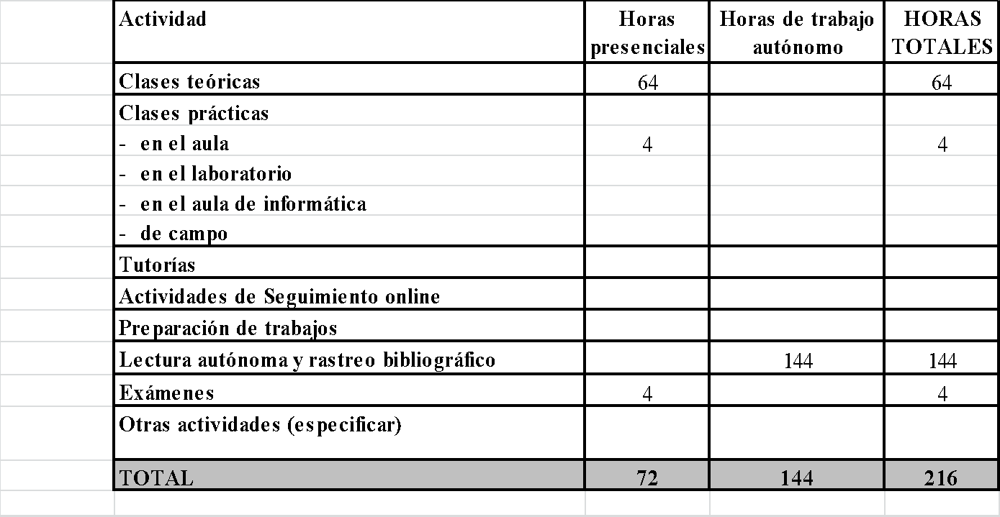 Actividad Horas presenciales Horas de trabajo autónomo HORAS TOTALES
Clases teóricas 64 64
Clases prácticas
- en el aula 4 4
- en el laboratorio
- en el aula de informática
- de campo
Tutorías
Actividades de Seguimiento online
Preparación de trabajos
Lectura autónoma y rastreo bibliográfico 144 144
Exámenes 4 4
Otras actividades (especificar)
TOTAL 72 144 216